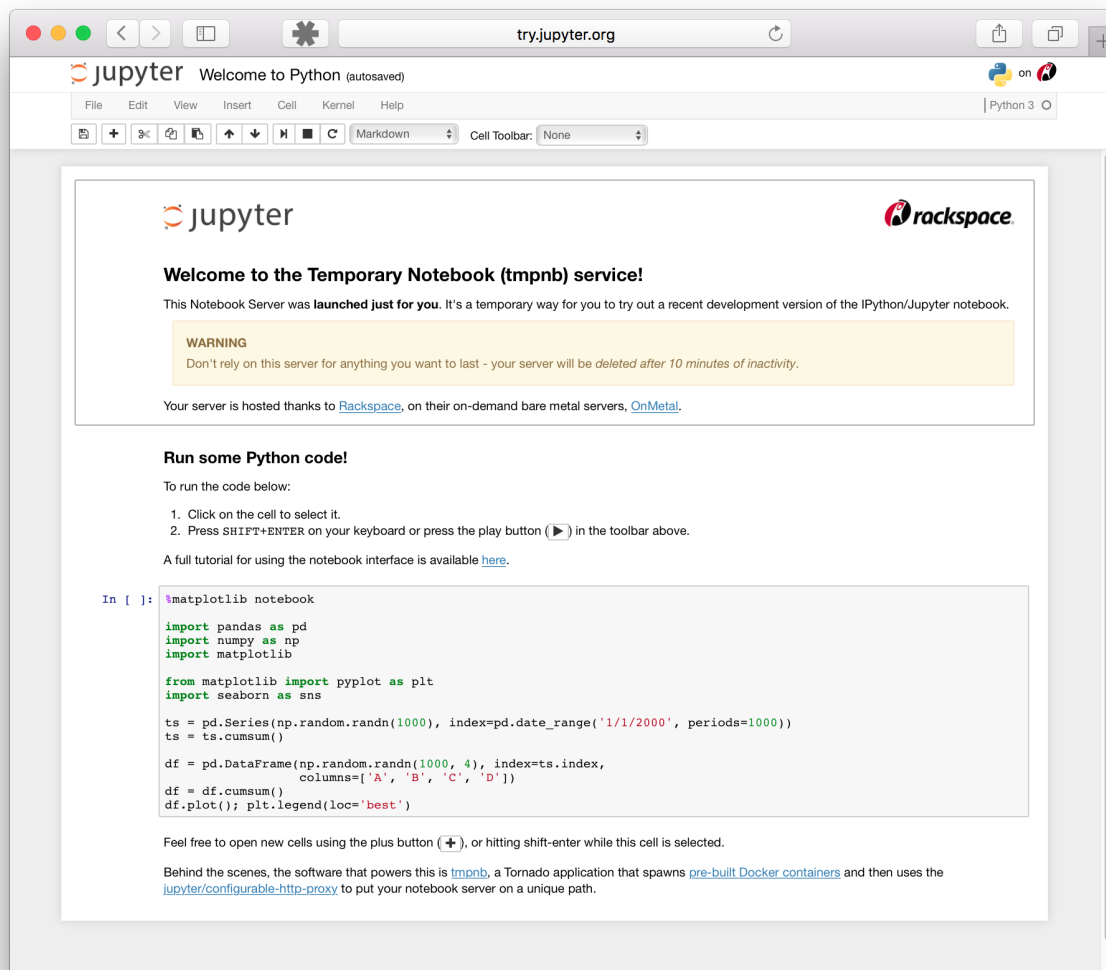 try.jupyter.org
jupyter Welcome to Python (autosaved) on
File Edit View Insert Cell Kernel Help Python 3
Markdown Cell Toolbar: None
jupyter rackspace.
Welcome to the Temporary Notebook (tmpnb) service!
This Notebook Server was launched just for you. It's a temporary way for you to try out a recent development version of the IPython/Jupyter notebook.
WARNING
Don't rely on this server for anything you want to last - your server will be deleted after 10 minutes of inactivity.
Your server is hosted thanks to Rackspace, on their on-demand bare metal servers, OnMetal.
Run some Python code!
To run the code below:
1. Click on the cell to select it.
2. Press SHIFT+ENTER on your keyboard or press the play button ( ) in the toolbar above.
A full tutorial for using the notebook interface is available here.
In [ ]: %matplotlib notebook
import pandas as pd
import numpy as np
import matplotlib
from matplotlib import pyplot as plt
import seaborn as sns
ts = pd.Series(np.random.randn(1000), index=pd.date_range('1/1/2000', periods=1000))
ts = ts.cumsum()
df = pd.DataFrame(np.random.randn(1000, 4), index=ts.index,
columns=['A', 'B', 'C', 'D'])
df = df.cumsum()
df.plot(); plt.legend(loc='best')
Feel free to open new cells using the plus button (+), or hitting shift-enter while this cell is selected.
Behind the scenes, the software that powers this is tmpnb, a Tornado application that spawns pre-built Docker containers and then uses the
jupyter/configurable-http-proxy to put your notebook server on a unique path.